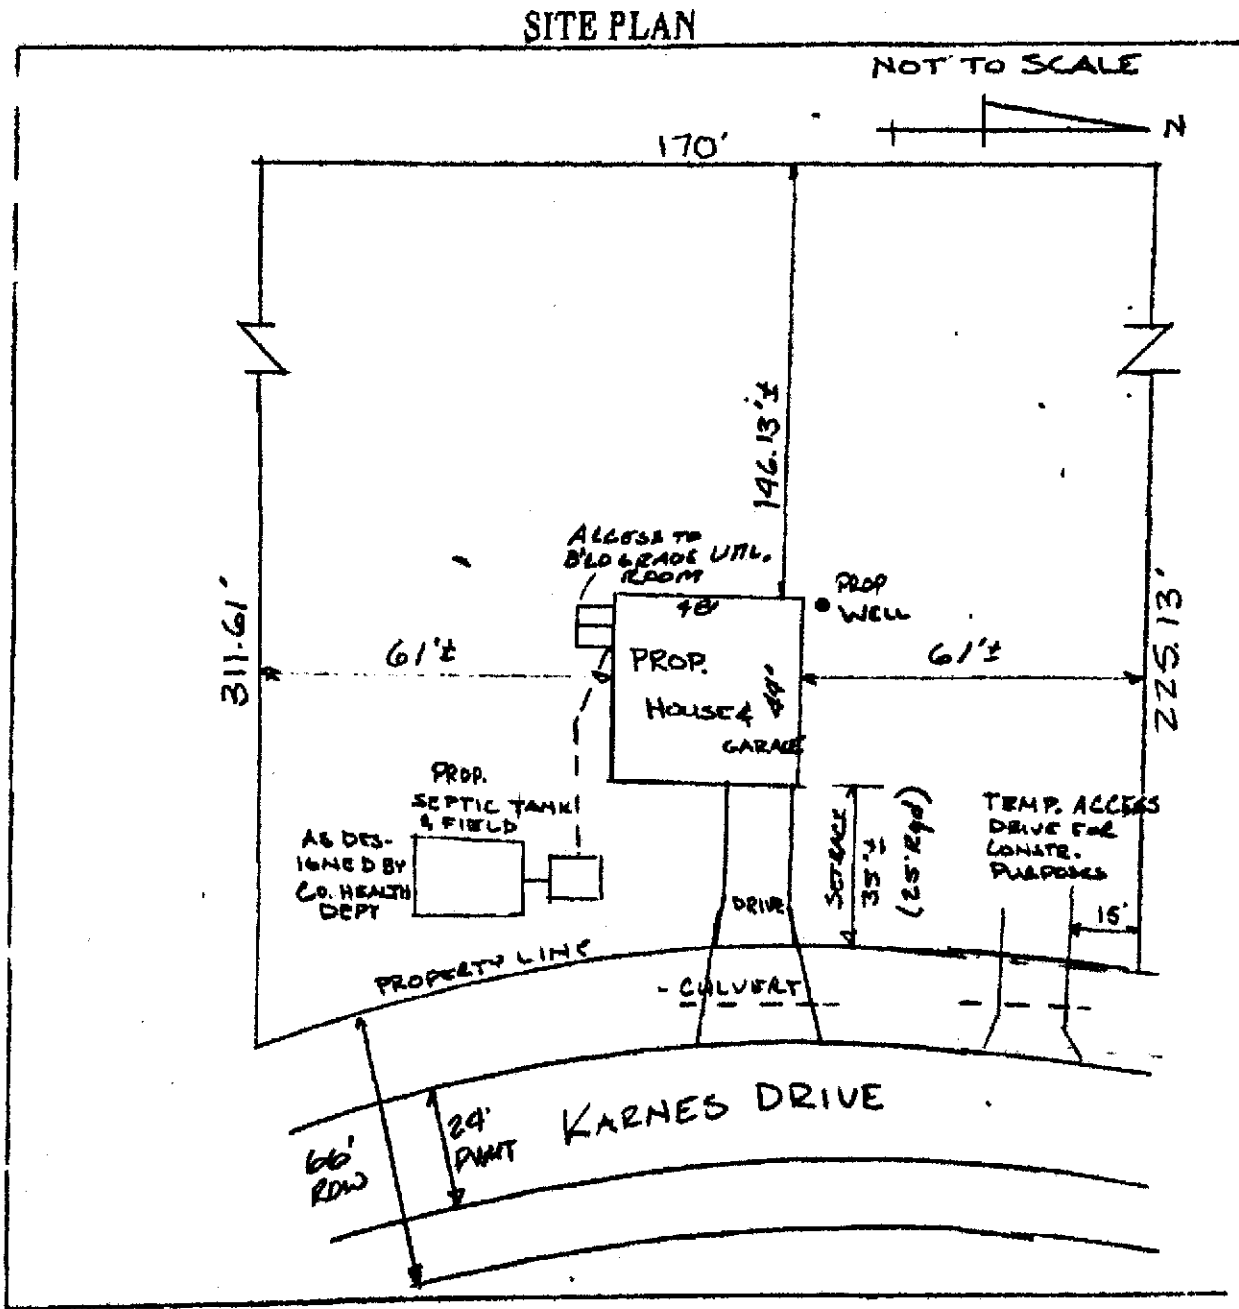 SITE PLAN
NOT TO SCALE
N
170'
146.13'±
ACCESS TO
B'LO GRADE UTIL.
ROOM
48'
PROP
WELL
311.61'
61'±
PROP.
HOUSE &
44'
GARAGE
61'±
225.13'
PROP.
SEPTIC TANK
& FIELD
AS DES-
IGNED BY
CO. HEALTH
DEPT
DRIVE
SETBACK
35'±
(25' Rqd)
TEMP. ACCESS
DRIVE FOR
CONSTR.
PURPOSES
15'
PROPERTY LINE
CULVERT
KARNES DRIVE
24'
PVMT
66'
ROW